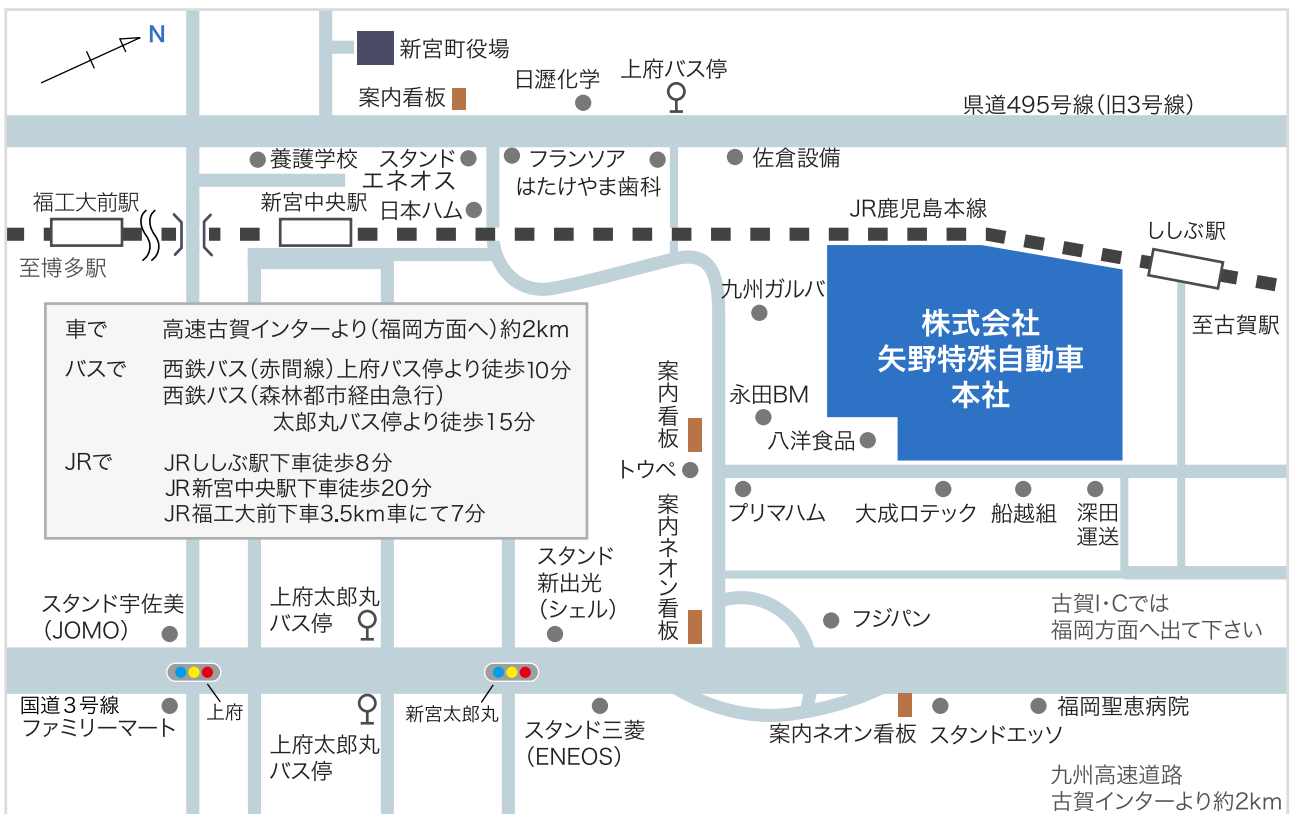 N
新宮町役場
案内看板
日瀝化学
上府バス停
県道495号線(旧3号線)
養護学校
スタンド
エネオス
フランソア
はたけやま歯科
佐倉設備
福工大前駅
新宮中央駅
日本ハム
JR鹿児島本線
ししぶ駅
至博多駅
至古賀駅
九州ガルバ
株式会社
矢野特殊自動車
本社
車で 高速古賀インターより(福岡方面へ)約2km
バスで 西鉄バス(赤間線)上府バス停より徒歩10分
西鉄バス(森林都市経由急行)
太郎丸バス停より徒歩15分
JRで JRししぶ駅下車徒歩8分
JR新宮中央駅下車徒歩20分
JR福工大前下車3.5km車にて7分
案内看板
永田BM
八洋食品
トウペ
プリマハム
大成ロテック
船越組
深田
運送
案内ネオン看板
スタンド
新出光
(シェル)
スタンド宇佐美
(JOMO)
上府太郎丸
バス停
フジパン
古賀I・Cでは
福岡方面へ出て下さい
国道3号線
ファミリーマート
上府
上府太郎丸
バス停
新宮太郎丸
スタンド三菱
(ENEOS)
案内ネオン看板
スタンドエッソ
福岡聖恵病院
九州高速道路
古賀インターより約2km